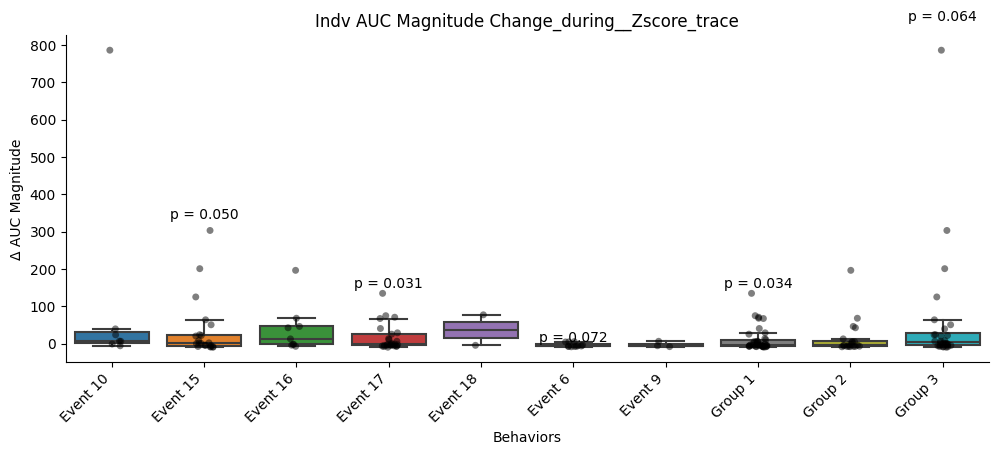 p = 0.064
Indv AUC Magnitude Change_during__Zscore_trace
800
700
600
500
400
300
200
100
0
Δ AUC Magnitude
p = 0.050
p = 0.031
p = 0.072
p = 0.034
Event 10
Event 15
Event 16
Event 17
Event 18
Event 6
Event 9
Group 1
Group 2
Group 3
Behaviors